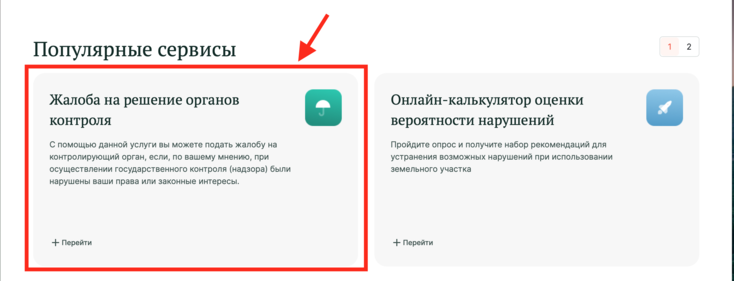 Популярные сервисы
1 2
Жалоба на решение органов
контроля
С помощью данной услуги вы можете подать жалобу на
контролирующий орган, если, по вашему мнению, при
осуществлении государственного контроля (надзора) были
нарушены ваши права или законные интересы.
+ Перейти
Онлайн-калькулятор оценки
вероятности нарушений
Пройдите опрос и получите набор рекомендаций для
устранения возможных нарушений при использовании
земельного участка
+ Перейти